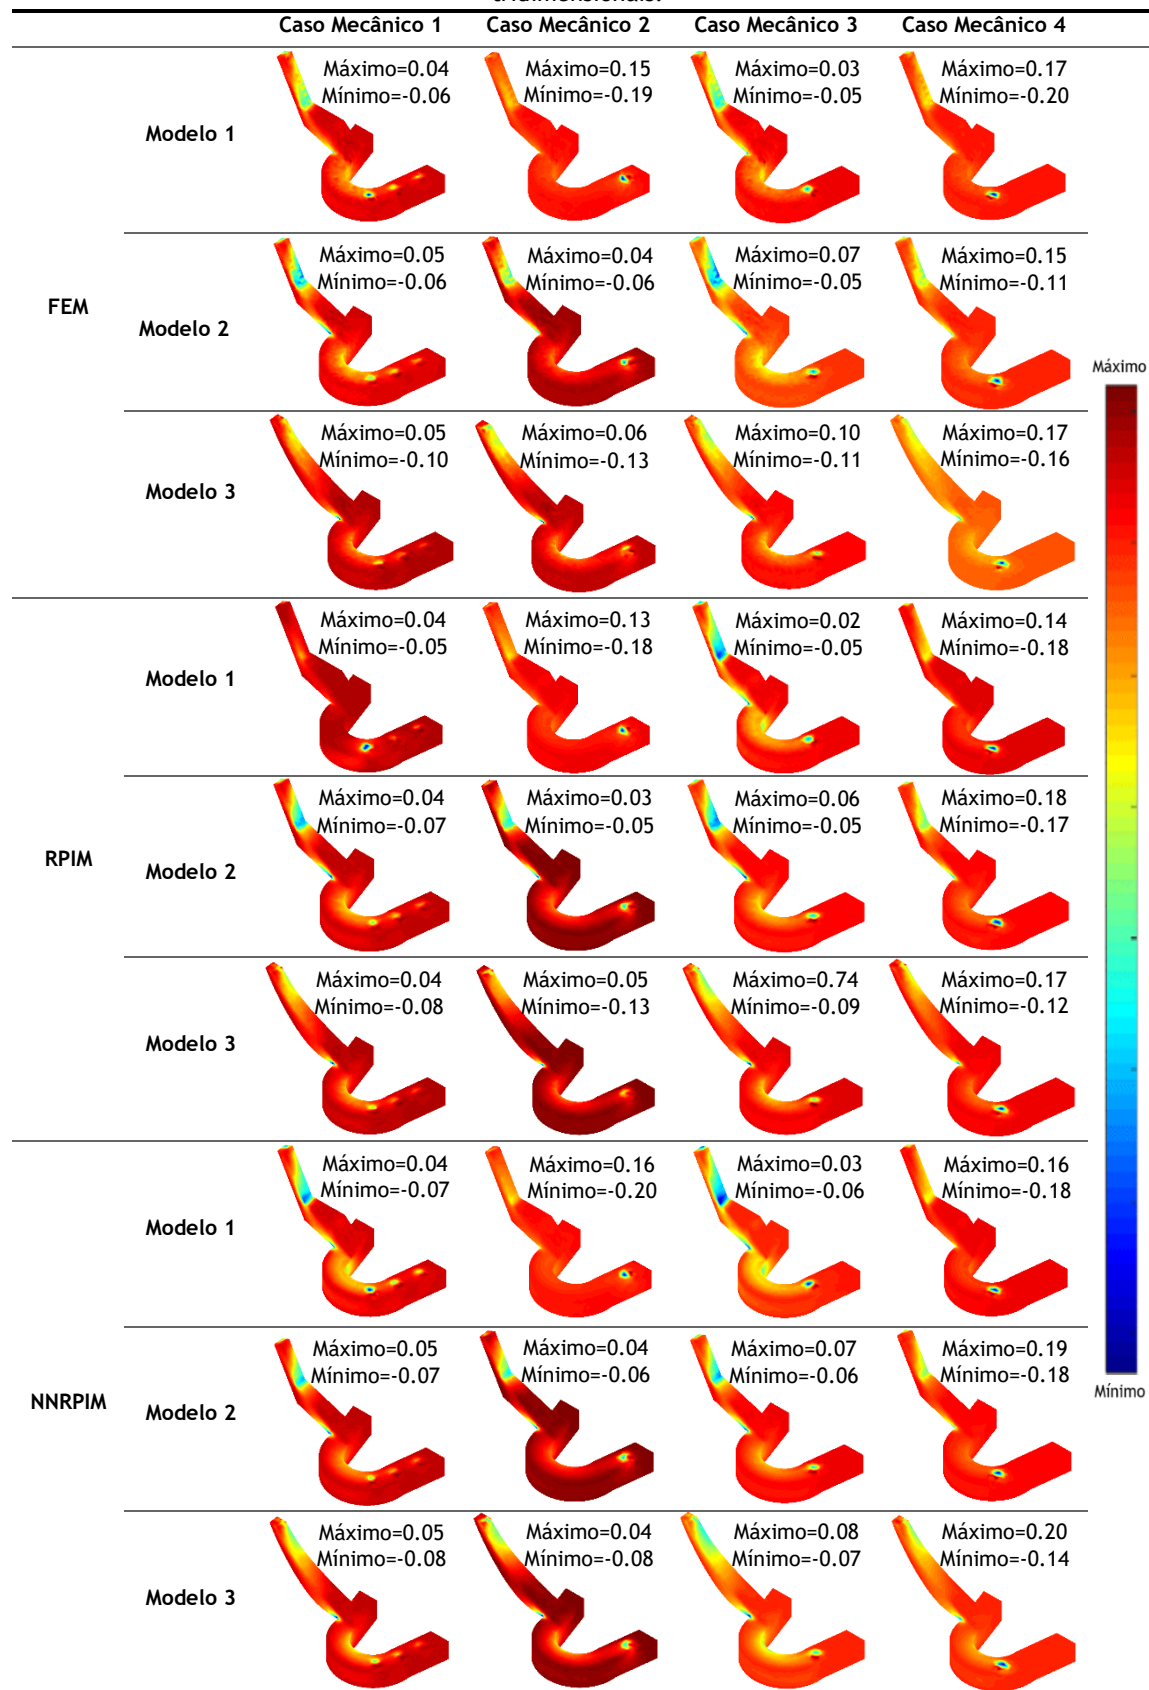 tridimensionais.
Caso Mecânico 1 Caso Mecânico 2 Caso Mecânico 3 Caso Mecânico 4
FEM
Modelo 1
Máximo=0.04
Mínimo=-0.06
Máximo=0.15
Mínimo=-0.19
Máximo=0.03
Mínimo=-0.05
Máximo=0.17
Mínimo=-0.20
Modelo 2
Máximo=0.05
Mínimo=-0.06
Máximo=0.04
Mínimo=-0.06
Máximo=0.07
Mínimo=-0.05
Máximo=0.15
Mínimo=-0.11
Modelo 3
Máximo=0.05
Mínimo=-0.10
Máximo=0.06
Mínimo=-0.13
Máximo=0.10
Mínimo=-0.11
Máximo=0.17
Mínimo=-0.16
RPIM
Modelo 1
Máximo=0.04
Mínimo=-0.05
Máximo=0.13
Mínimo=-0.18
Máximo=0.02
Mínimo=-0.05
Máximo=0.14
Mínimo=-0.18
Modelo 2
Máximo=0.04
Mínimo=-0.07
Máximo=0.03
Mínimo=-0.05
Máximo=0.06
Mínimo=-0.05
Máximo=0.18
Mínimo=-0.17
Modelo 3
Máximo=0.04
Mínimo=-0.08
Máximo=0.05
Mínimo=-0.13
Máximo=0.74
Mínimo=-0.09
Máximo=0.17
Mínimo=-0.12
NNRPIM
Modelo 1
Máximo=0.04
Mínimo=-0.07
Máximo=0.16
Mínimo=-0.20
Máximo=0.03
Mínimo=-0.06
Máximo=0.16
Mínimo=-0.18
Modelo 2
Máximo=0.05
Mínimo=-0.07
Máximo=0.04
Mínimo=-0.06
Máximo=0.07
Mínimo=-0.06
Máximo=0.19
Mínimo=-0.18
Modelo 3
Máximo=0.05
Mínimo=-0.08
Máximo=0.04
Mínimo=-0.08
Máximo=0.08
Mínimo=-0.07
Máximo=0.20
Mínimo=-0.14
Máximo
Mínimo